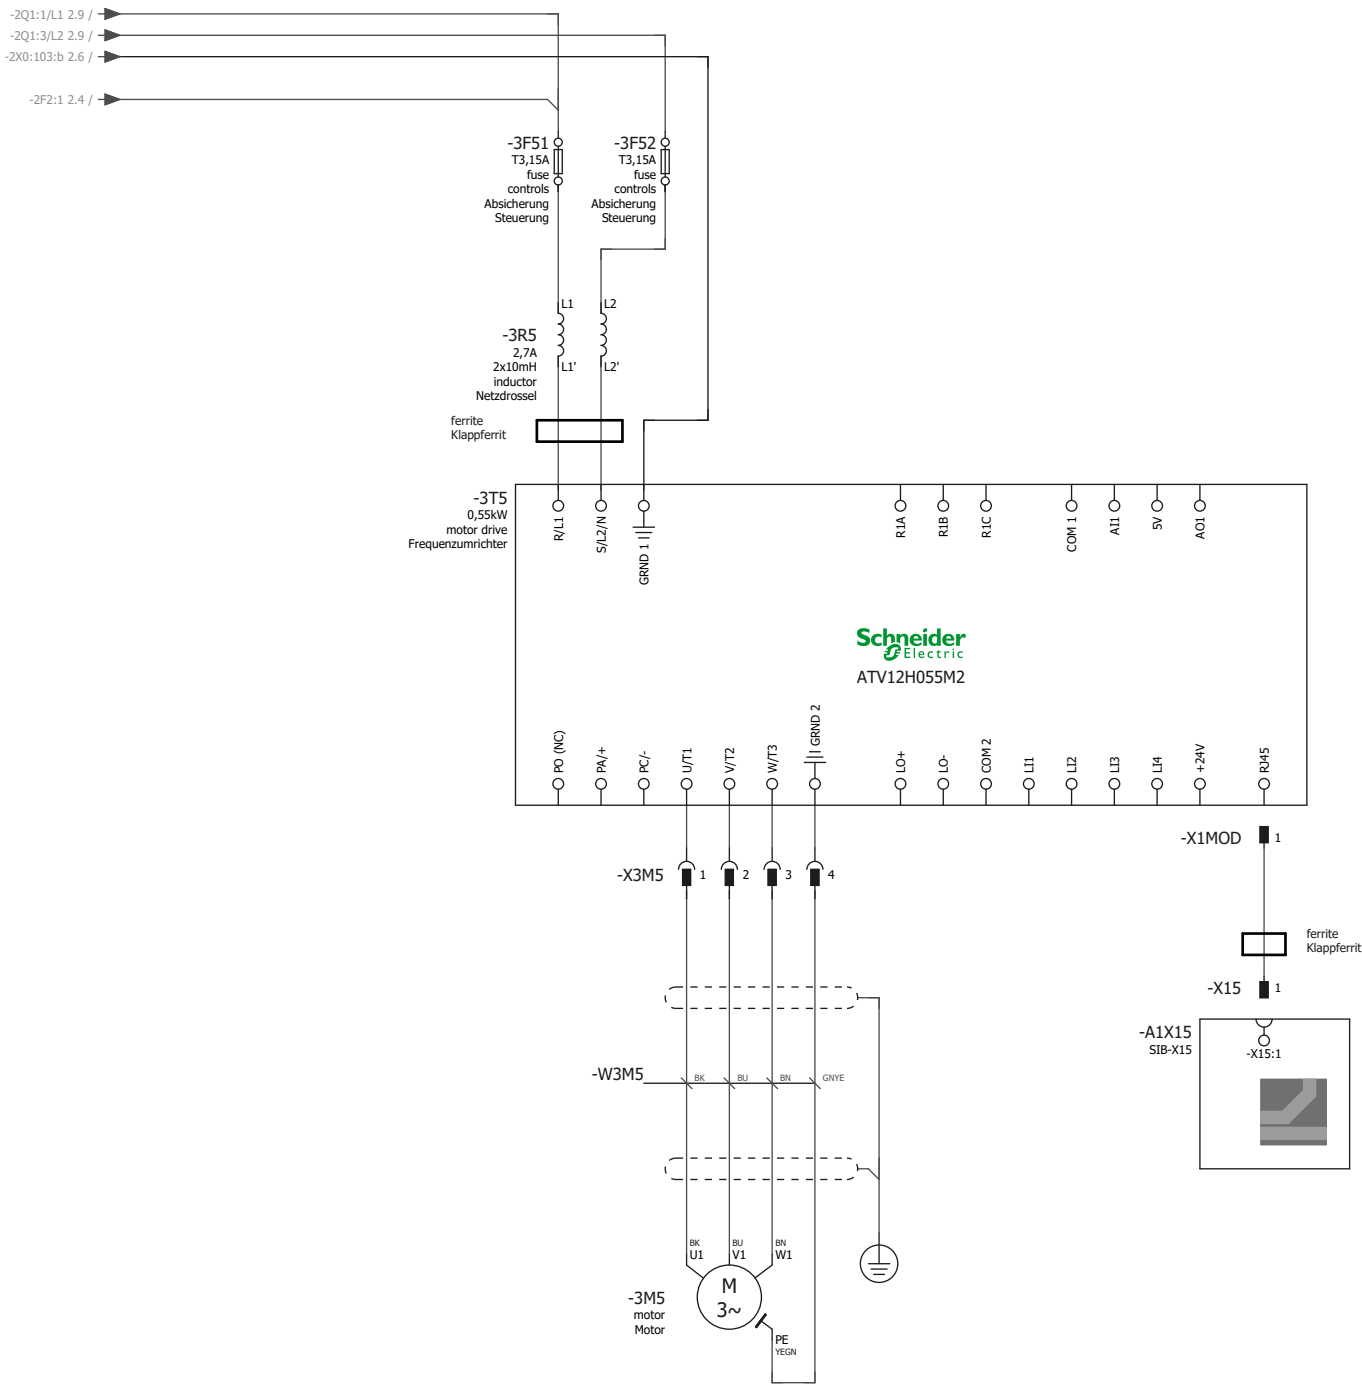 -2Q1:1/L1 2.9 /
-2Q1:3/L2 2.9 /
-2X0:103:b 2.6 /
-2F2:1 2.4 /
-3F51
T3,15A
fuse
controls
Absicherung
Steuerung
-3F52
T3,15A
fuse
controls
Absicherung
Steuerung
L1
L2
-3R5
2,7A
2x10mH
inductor
Netzdrossel
L1'
L2'
ferrite
Klappferrit
-3T5
0,55kW
motor drive
Frequenzumrichter
R/L1
S/L2/N
GRND 1
R1A
R1B
R1C
COM 1
AI1
5V
AO1
Schneider
Electric
ATV12H055M2
PO (NC)
PA/+
PC/-
U/T1
V/T2
W/T3
GRND 2
LO+
LO-
COM 2
LI1
LI2
LI3
LI4
+24V
RJ45
-X1MOD
1
-X3M5
1
2
3
4
ferrite
Klappferrit
-X15
1
-A1X15
SIB-X15
-X15:1
-W3M5
BK
BU
BN
GNYE
BK
U1
BU
V1
BN
W1
M
3~
-3M5
motor
Motor
PE
YEGN